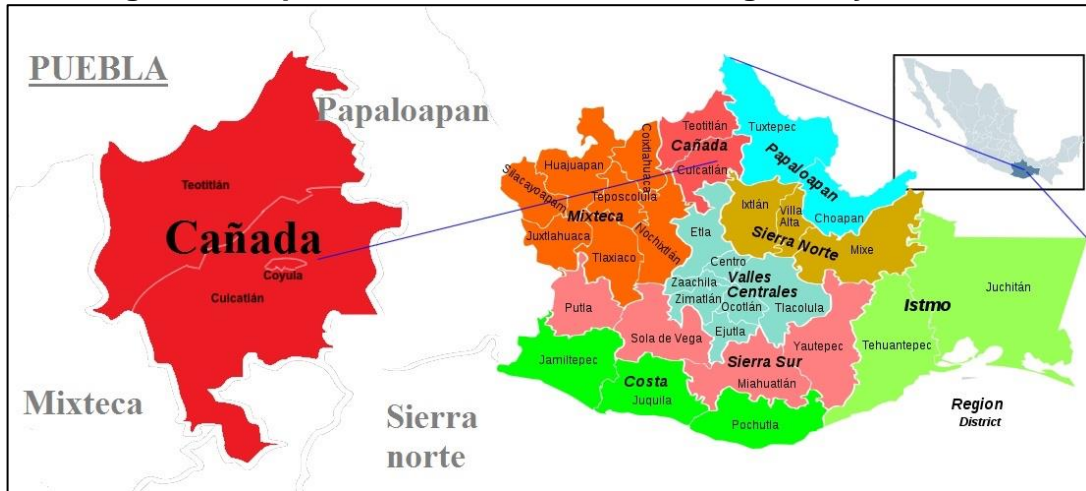 PUEBLA
Papaloapan
Teotitlán
Cañada
Coyula
Cuicatlán
Mixteca
Sierra
norte
Teotitlán
Cañada
Cuicatlán
Tuxtepec
Papaloapan
Choapan
Coixtlahuaca
Huajuapan
Silacayoapam
Teposcolula
Mixteca
Juxtlahuaca
Nochixtlán
Tlaxiaco
Ixtlán
Villa
Alta
Sierra Norte
Mixe
Etla
Centro
Zaachila
Valles
Centrales
Zimatlán
Ocotlán
Tlacolula
Ejutla
Putla
Sola de Vega
Yautepec
Sierra Sur
Miahuatlán
Jamiltepec
Costa
Juquila
Pochutla
Istmo
Juchitán
Tehuantepec
Region
District